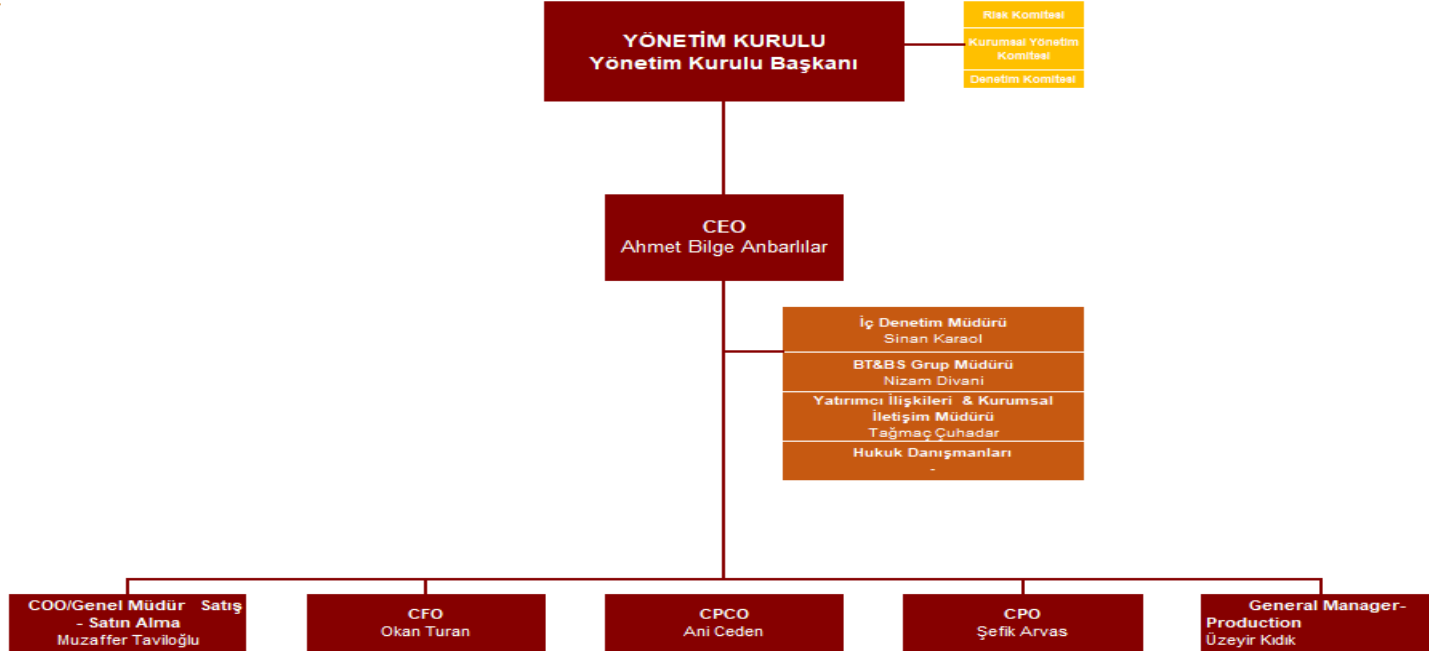 YÖNETİM KURULU
Yönetim Kurulu Başkanı
Risk Komitesi
Kurumsal Yönetim
Komitesi
Denetim Komitesi
CEO
Ahmet Bilge Anbarlılar
İç Denetim Müdürü
Sinan Karaol
BT&BS Grup Müdürü
Nizam Divani
Yatırımcı İlişkileri & Kurumsal
İletişim Müdürü
Tağmaç Çuhadar
Hukuk Danışmanları
-
COO/Genel Müdür Satış
- Satın Alma
Muzaffer Taviloğlu
CFO
Okan Turan
CPCO
Ani Ceden
CPO
Şefik Arvas
General Manager-
Production
Üzeyir Kıdık